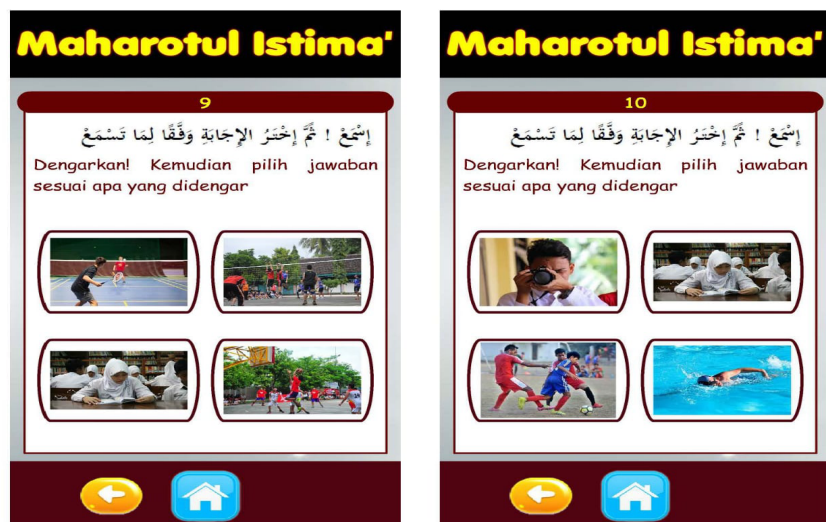 Maharotul Istima'
9
إِسْمَعْ ! ثُمَّ إِخْتَرُ الإِجَابَةِ وَقَّقًا لِمَا تَسْمَعْ
Dengarkan! Kemudian pilih jawaban
sesuai apa yang didengar
Maharotul Istima'
10
إِسْمَعْ ! ثُمَّ إِخْتَرُ الإِجَابَةِ وَقَّقًا لِمَا تَسْمَعْ
Dengarkan! Kemudian pilih jawaban
sesuai apa yang didengar